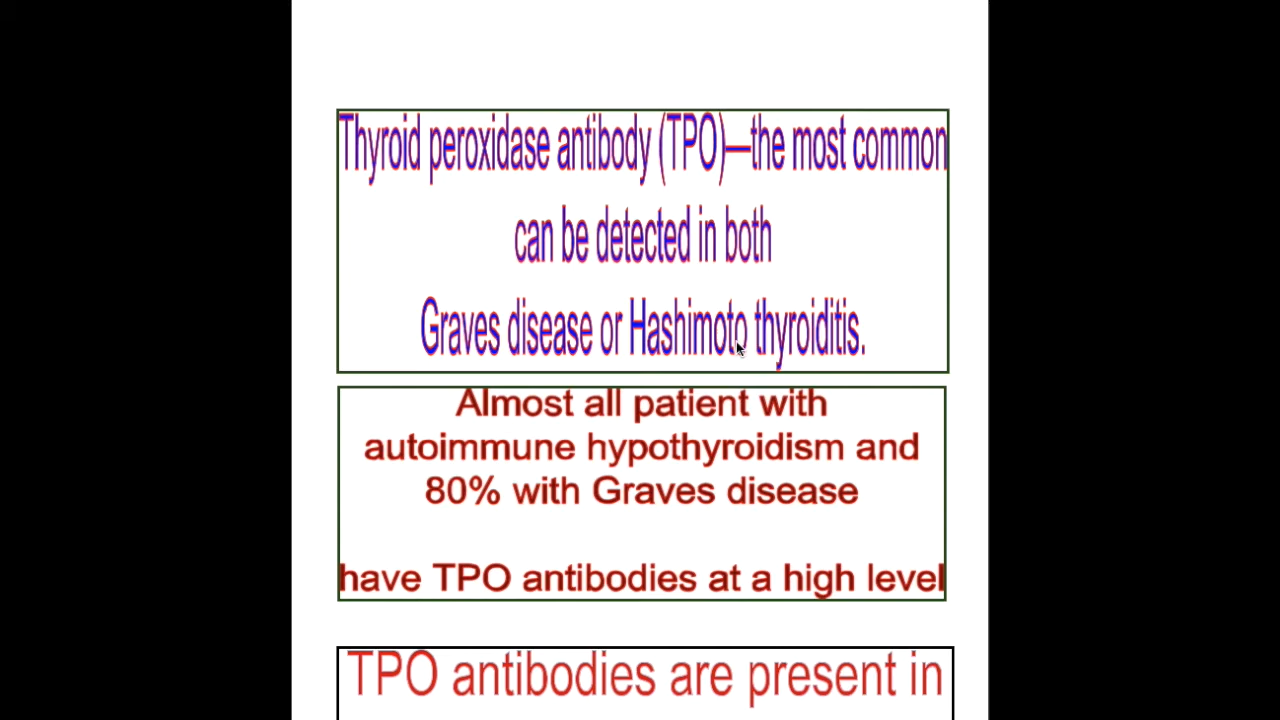 Thyroid peroxidase antibody (TPO)—the most common
can be detected in both
Graves disease or Hashimoto thyroiditis.
Almost all patient with
autoimmune hypothyroidism and
80% with Graves disease
have TPO antibodies at a high level
TPO antibodies are present in